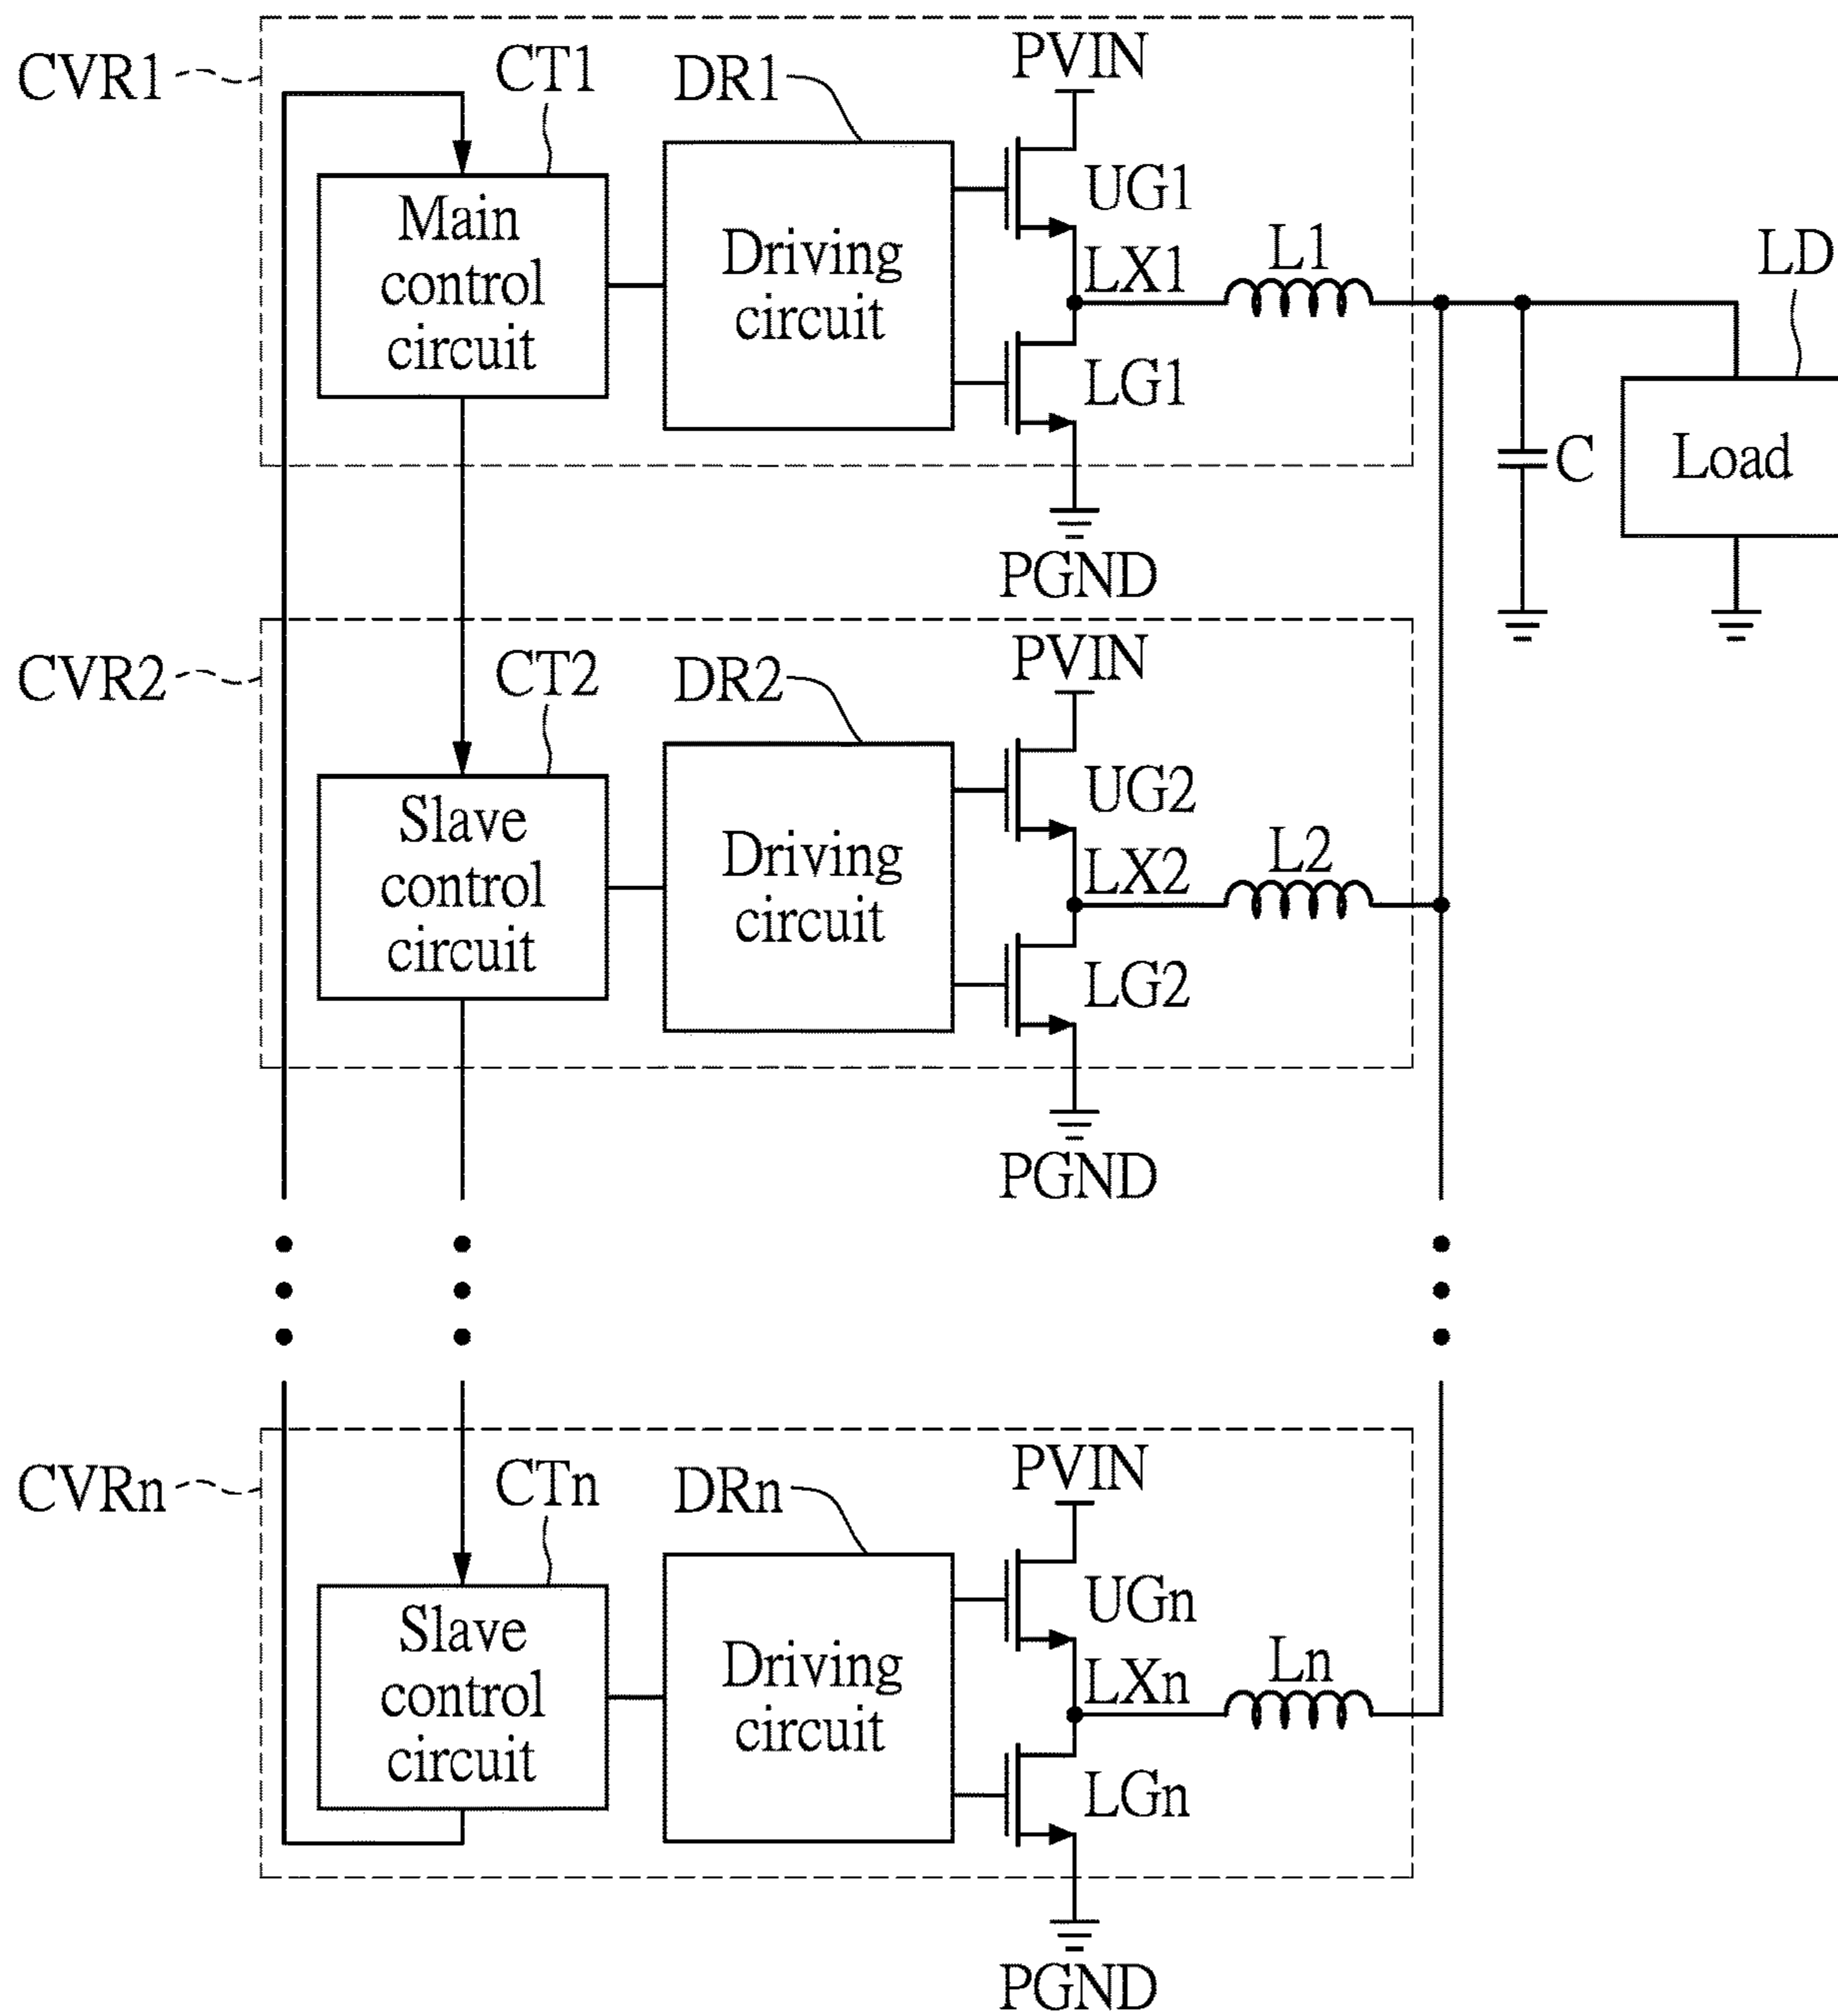 CVR1
CT1
DR1
PVIN
Main
control
circuit
Driving
circuit
UG1
LX1
L1
LG1
LD
C
Load
PGND
CVR2
CT2
DR2
PVIN
Slave
control
circuit
Driving
circuit
UG2
LX2
L2
LG2
PGND
CVRn
CTn
DRn
PVIN
Slave
control
circuit
Driving
circuit
UGn
LXn
Ln
LGn
PGND